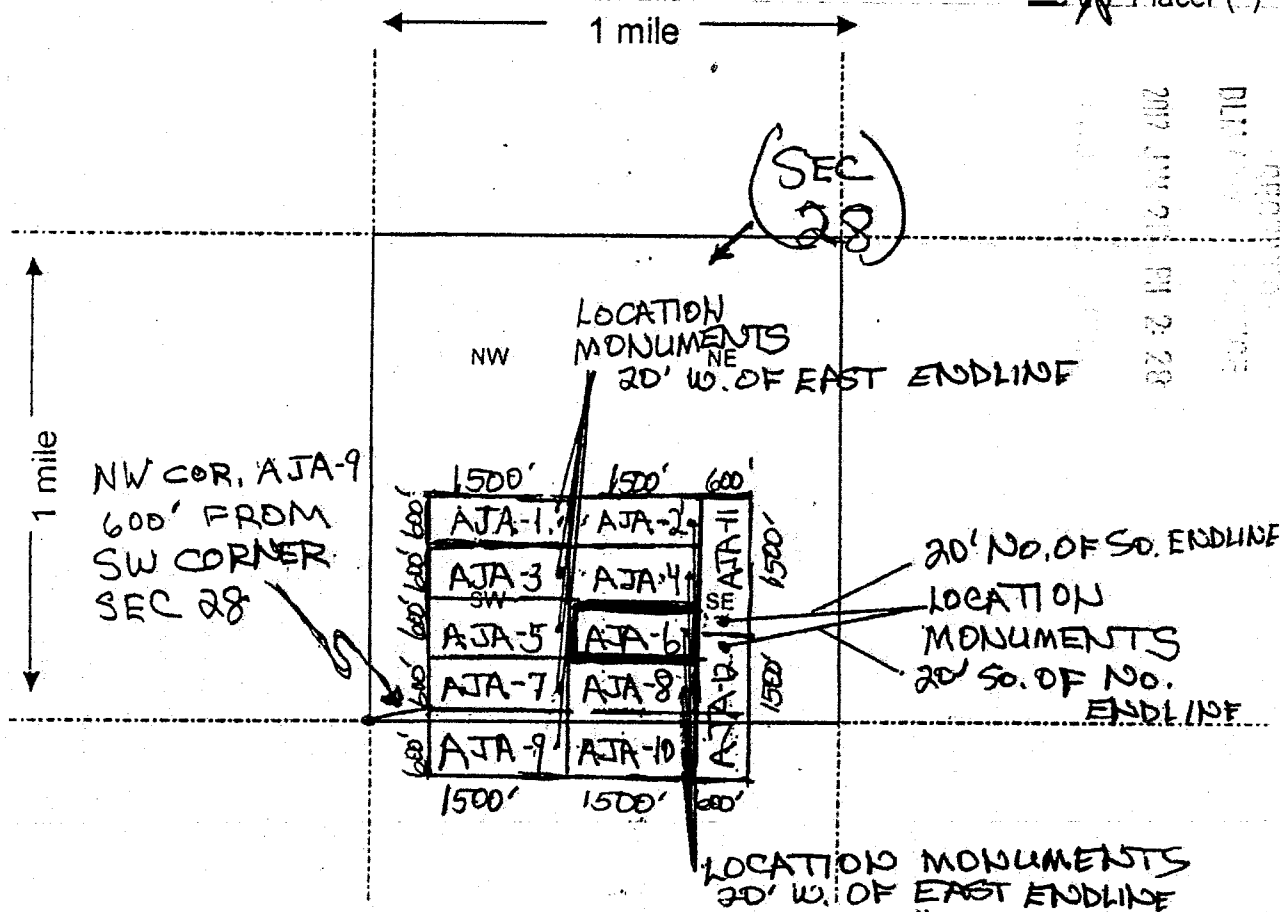 Placer
1 mile
SEC
28
LOCATION
MONUMENTS
20' W. OF EAST ENDLINE
NW
NE
1 mile
NW COR. AJA-9
600' FROM
SW CORNER
SEC 28
1500' 1500' 600'
600' AJA-1 AJA-2 AJA-11 1500'
600' AJA-3 AJA-4
SW SE
600' AJA-5 AJA-6
600' AJA-7 AJA-8 AJA-12 1500'
600' AJA-9 AJA-10
1500' 1500' 600'
20' NO. OF SO. ENDLINE
LOCATION
MONUMENTS
20' SO. OF NO.
ENDLINE
LOCATION MONUMENTS
20' W. OF EAST ENDLINE